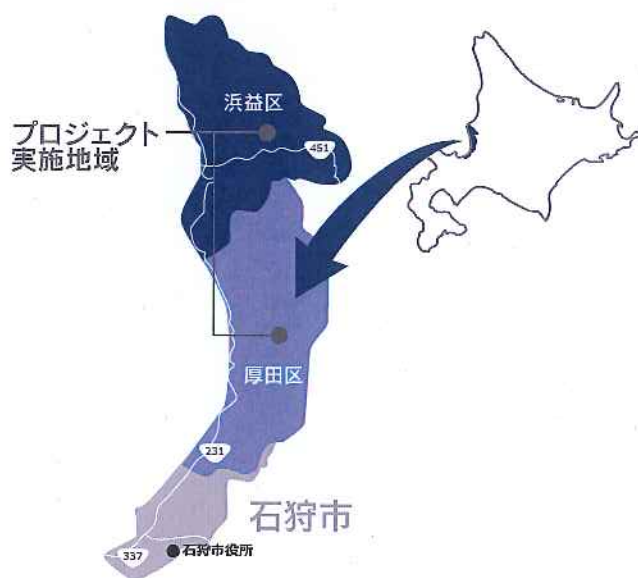 浜益区
プロジェクト
実施地域
451
厚田区
231
石狩市
337
石狩市役所